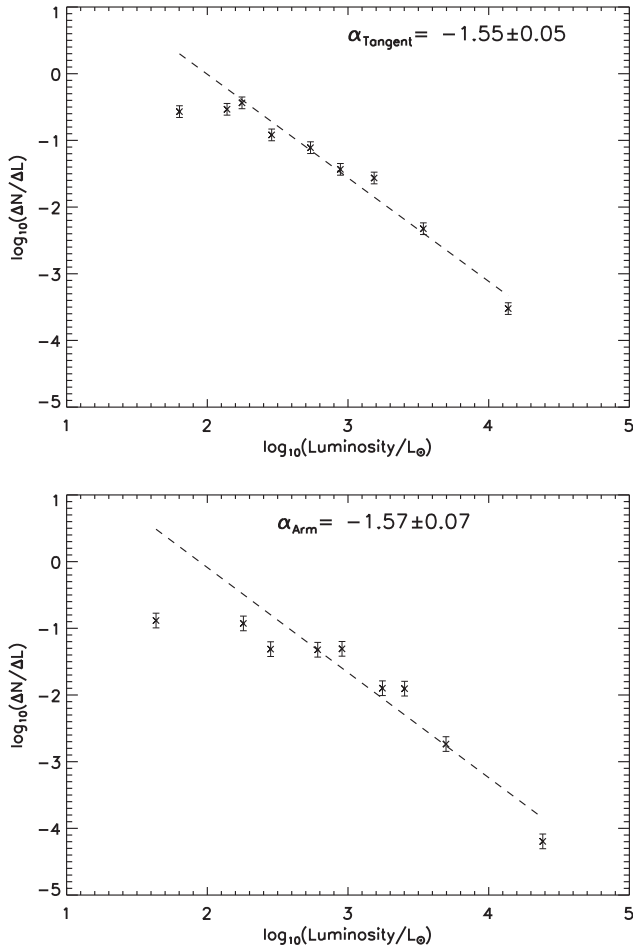 α_Tangent= −1.55±0.05
1
0
−1
−2
−3
−4
−5
log₁₀(ΔN/ΔL)
1 2 3 4 5
log₁₀(Luminosity/L☉)
α_Arm= −1.57±0.07
1
0
−1
−2
−3
−4
−5
log₁₀(ΔN/ΔL)
1 2 3 4 5
log₁₀(Luminosity/L☉)